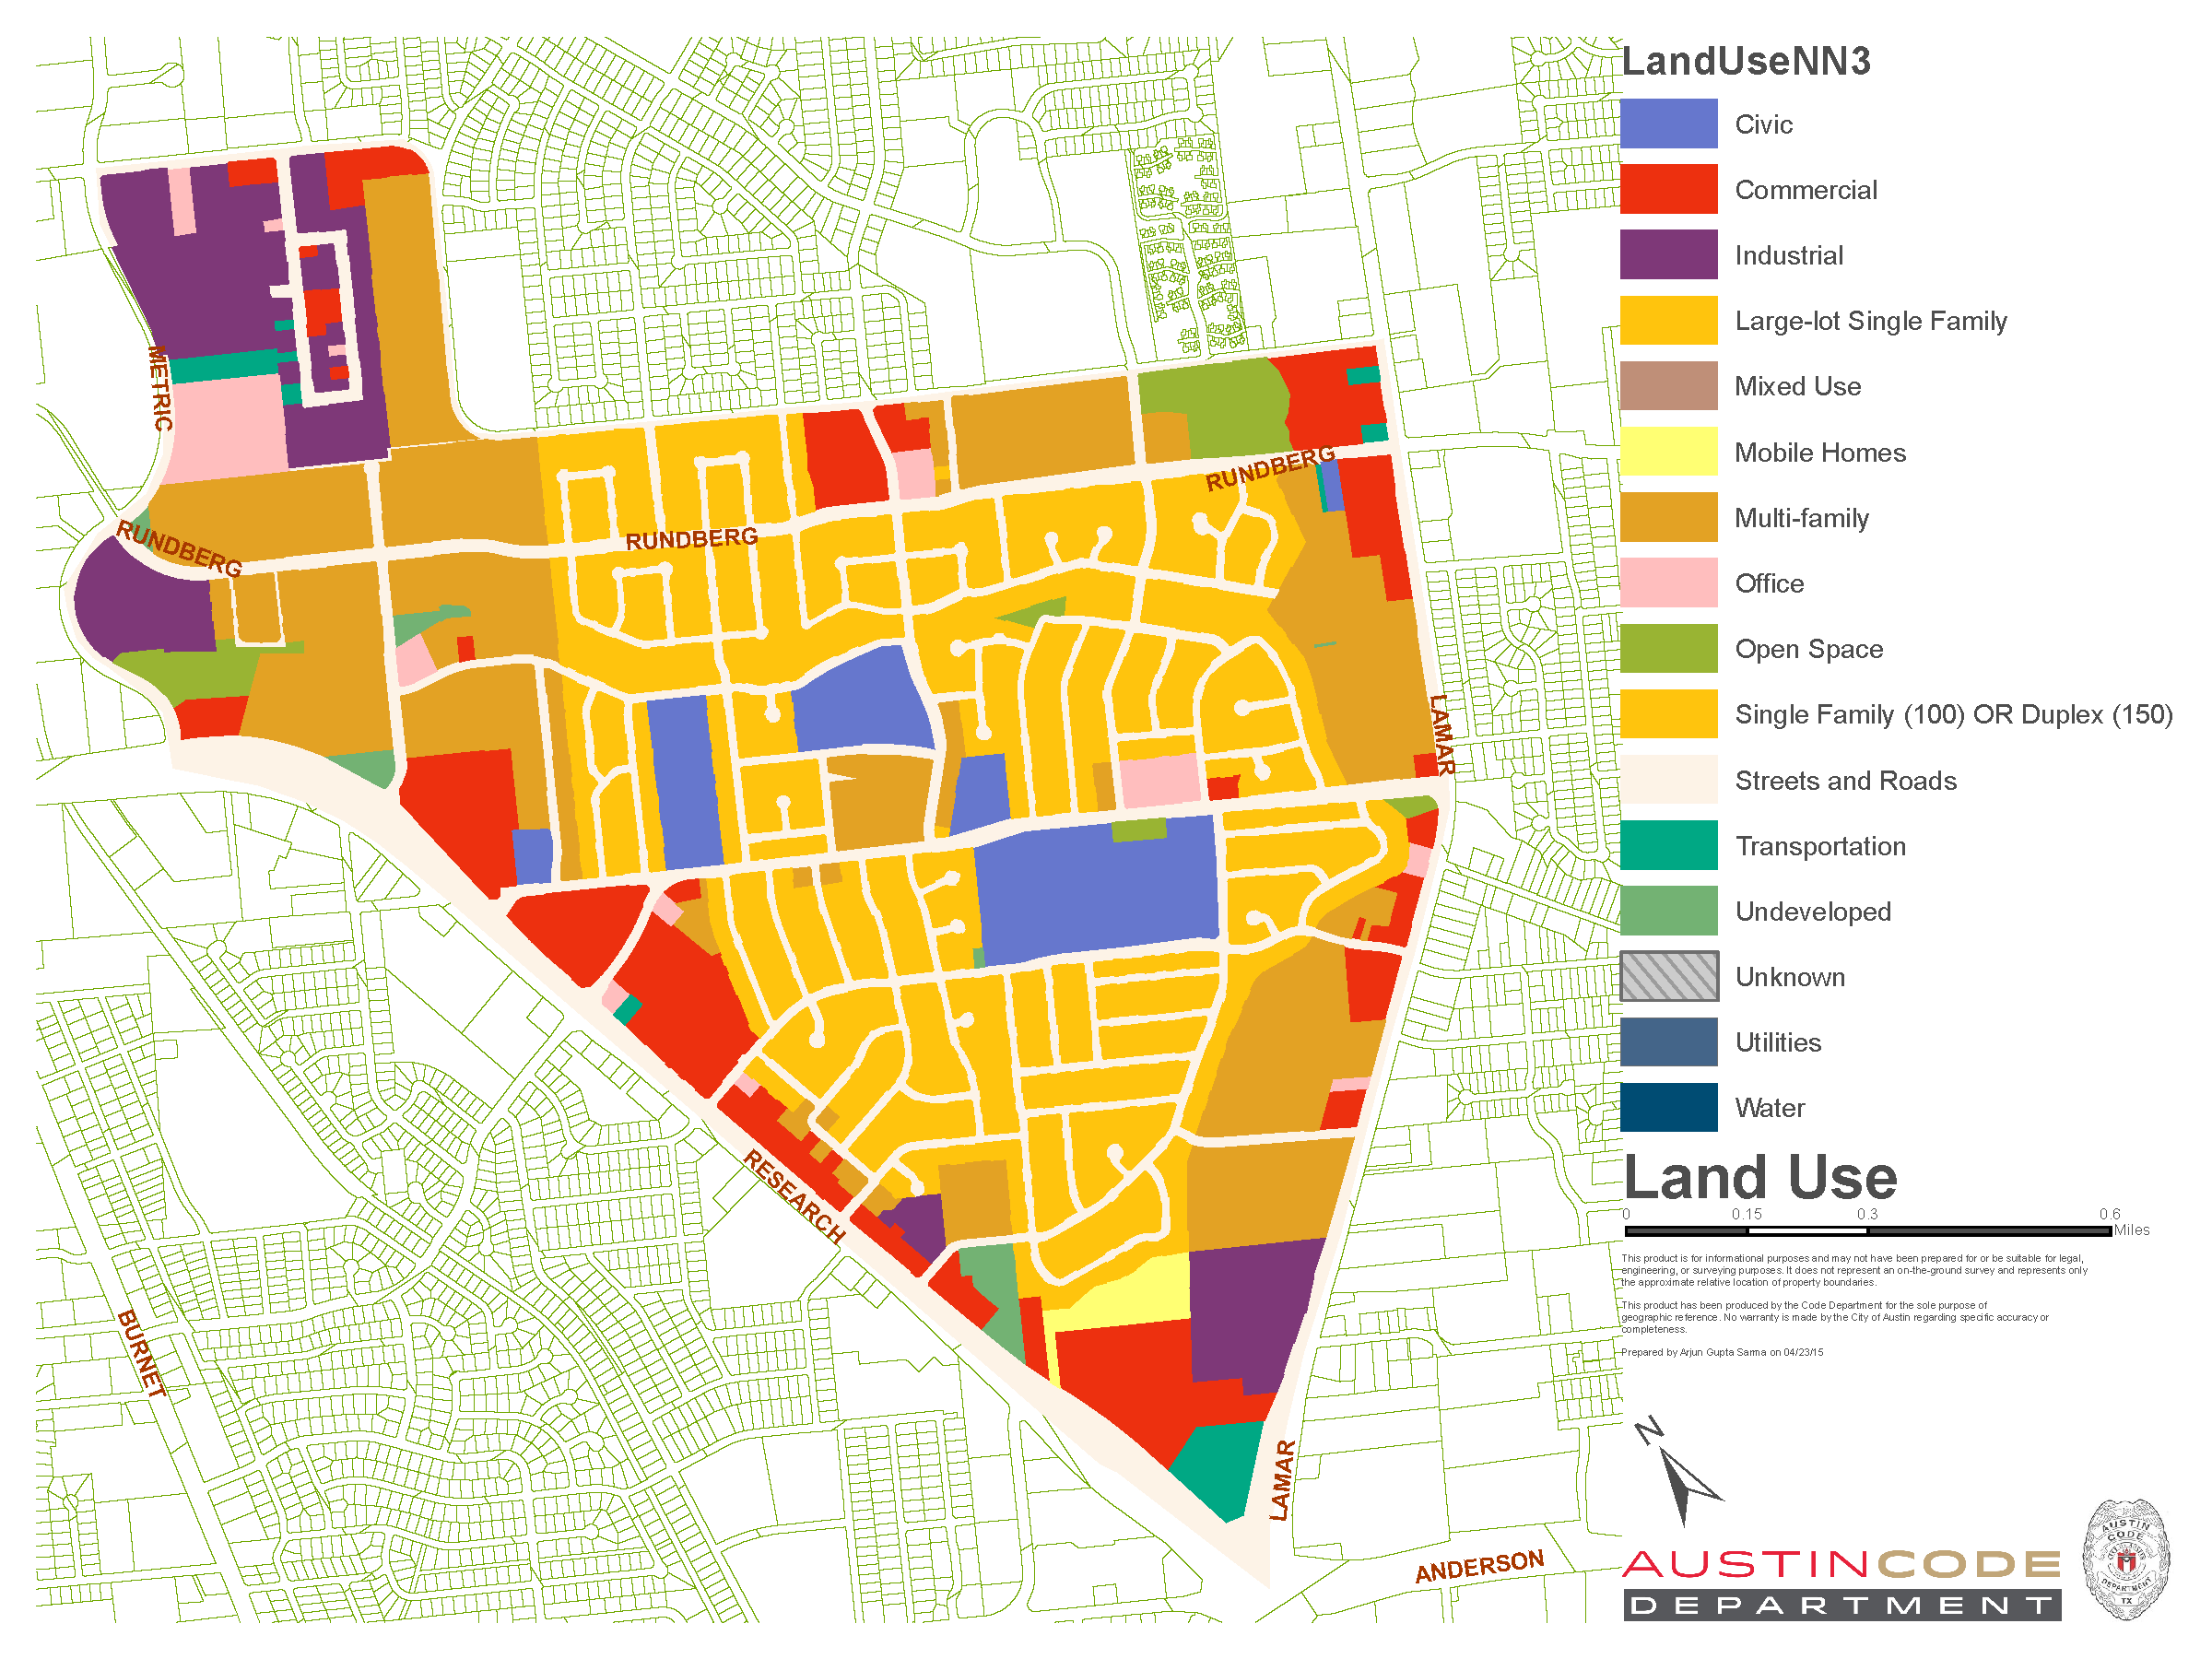 LandUseNN3
Civic
Commercial
Industrial
Large-lot Single Family
Mixed Use
Mobile Homes
Multi-family
Office
Open Space
Single Family (100) OR Duplex (150)
Streets and Roads
Transportation
Undeveloped
Unknown
Utilities
Water
Land Use
0 0.15 0.3 0.6
Miles
This product is for informational purposes and may not have been prepared for or be suitable for legal,
engineering, or surveying purposes. It does not represent an on-the-ground survey and represents only
the approximate relative location of property boundaries.
This product has been produced by the Code Department for the sole purpose of
geographic reference. No warranty is made by the City of Austin regarding specific accuracy or
completeness.
Prepared by Arjun Gupta Sarma on 04/23/15
N
AUSTINCODE
DEPARTMENT
AUSTIN
CODE
DEPARTMENT
TX
METRIC
RUNDBERG
RUNDBERG
RUNDBERG
LAMAR
RESEARCH
BURNET
LAMAR
ANDERSON